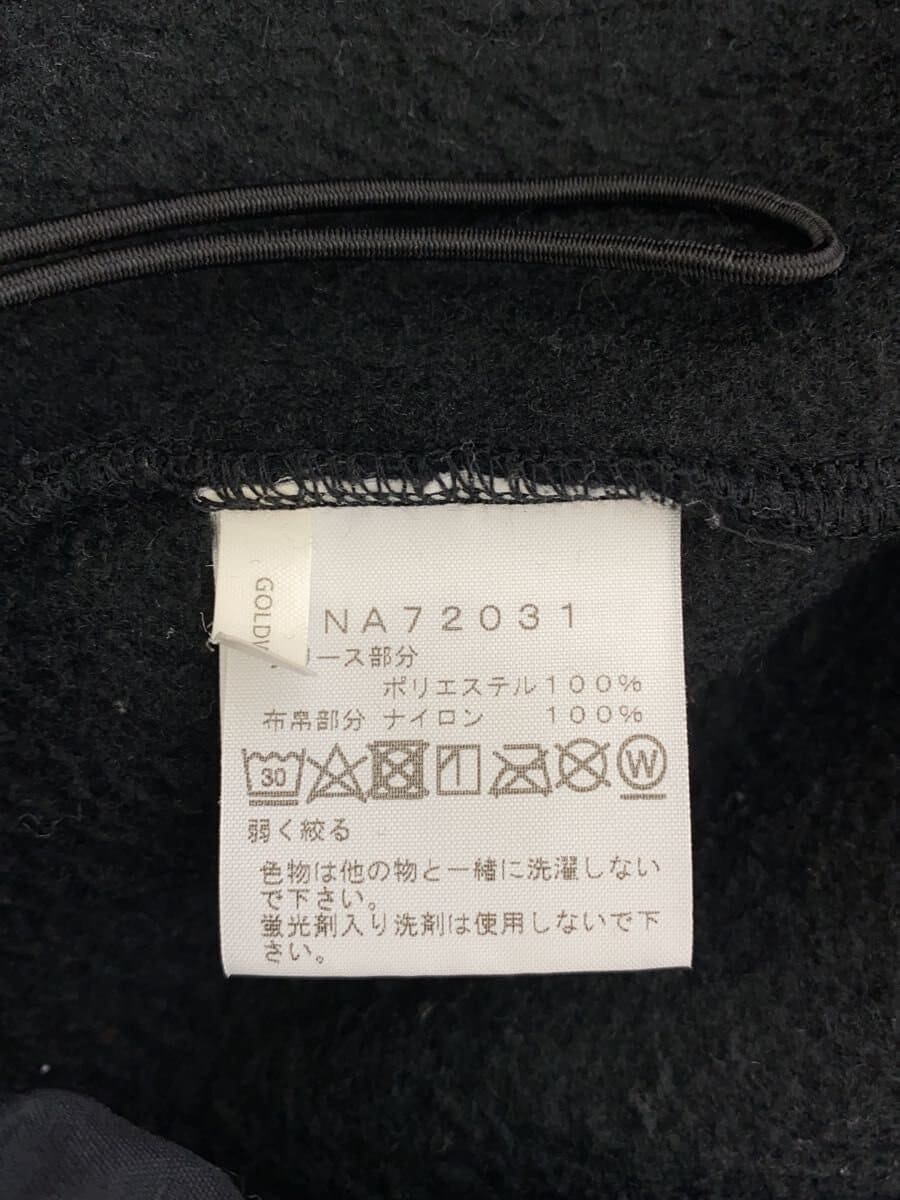 GOLDW
NA72031
リース部分
ポリエステル100%
布帛部分 ナイロン 100%
30
W
弱く絞る
色物は他の物と一緒に洗濯しない
で下さい。
蛍光剤入り洗剤は使用しないで下
さい。